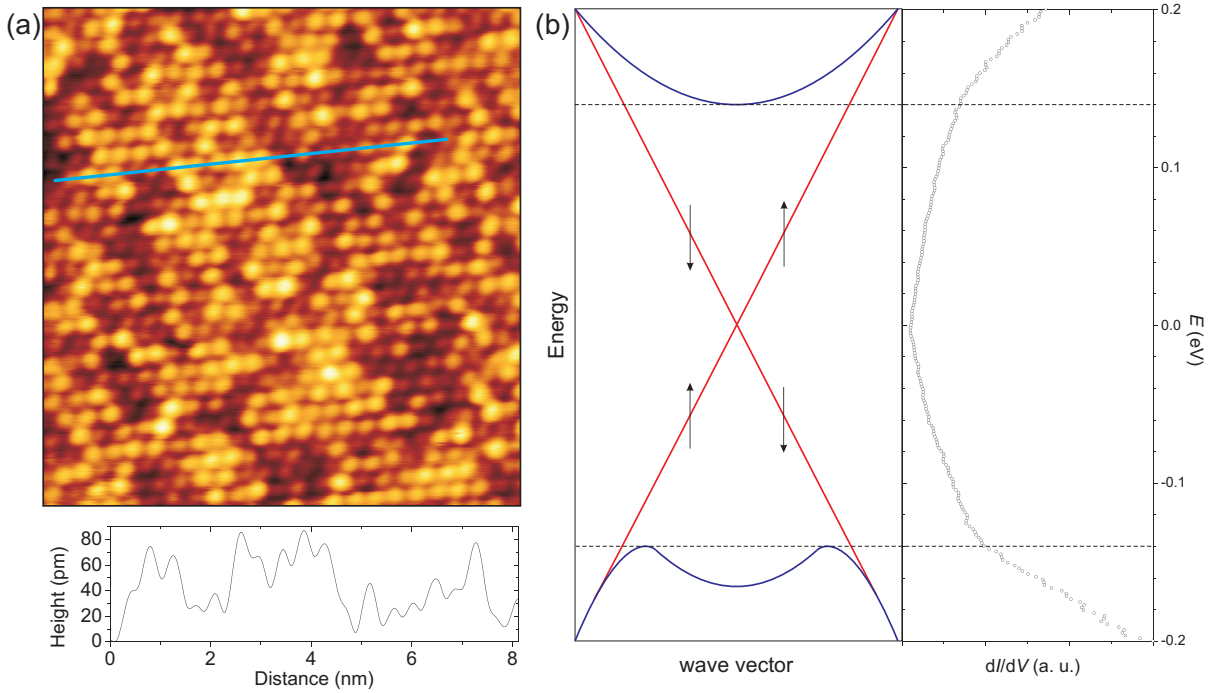 (a)
80
60
40
20
0
Height (pm)
0 2 4 6 8
Distance (nm)
(b)
Energy
wave vector
0.2
0.1
0.0
-0.1
-0.2
E (eV)
dI/dV (a. u.)